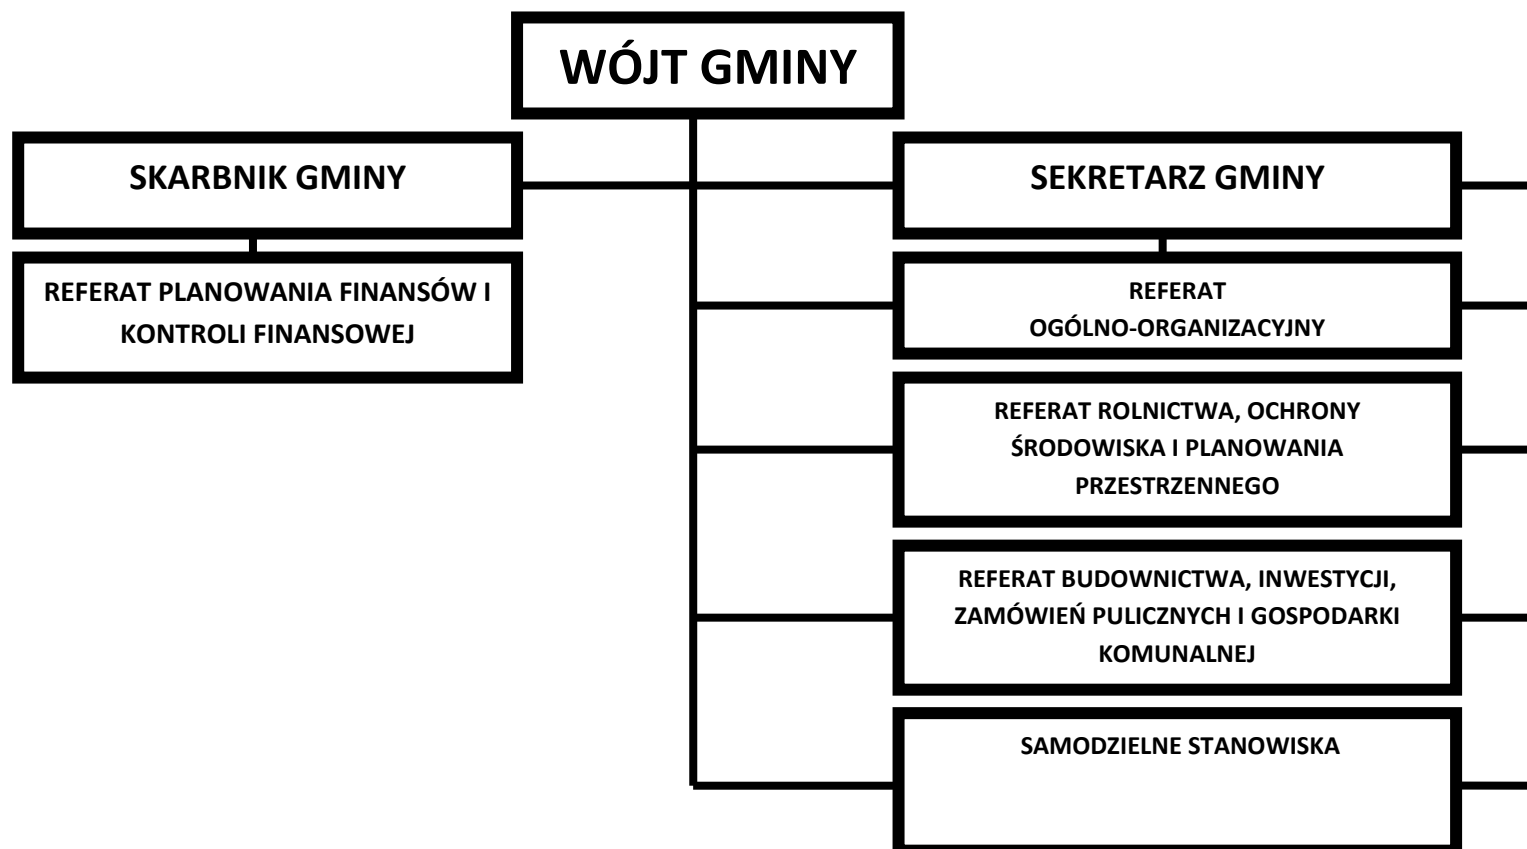 WÓJT GMINY
SKARBNIK GMINY
SEKRETARZ GMINY
REFERAT PLANOWANIA FINANSÓW I
KONTROLI FINANSOWEJ
REFERAT
OGÓLNO-ORGANIZACYJNY
REFERAT ROLNICTWA, OCHRONY
ŚRODOWISKA I PLANOWANIA
PRZESTRZENNEGO
REFERAT BUDOWNICTWA, INWESTYCJI,
ZAMÓWIEŃ PULICZNYCH I GOSPODARKI
KOMUNALNEJ
SAMODZIELNE STANOWISKA